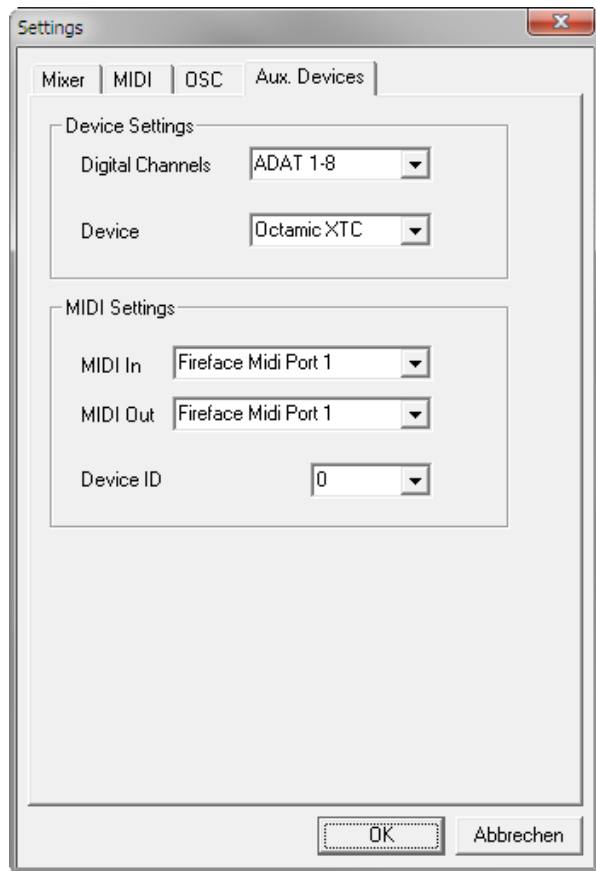 Settings
Mixer MIDI OSC Aux. Devices
Device Settings
Digital Channels ADAT 1-8
Device Octamic XTC
MIDI Settings
MIDI In Fireface Midi Port 1
MIDI Out Fireface Midi Port 1
Device ID 0
OK Abbrechen